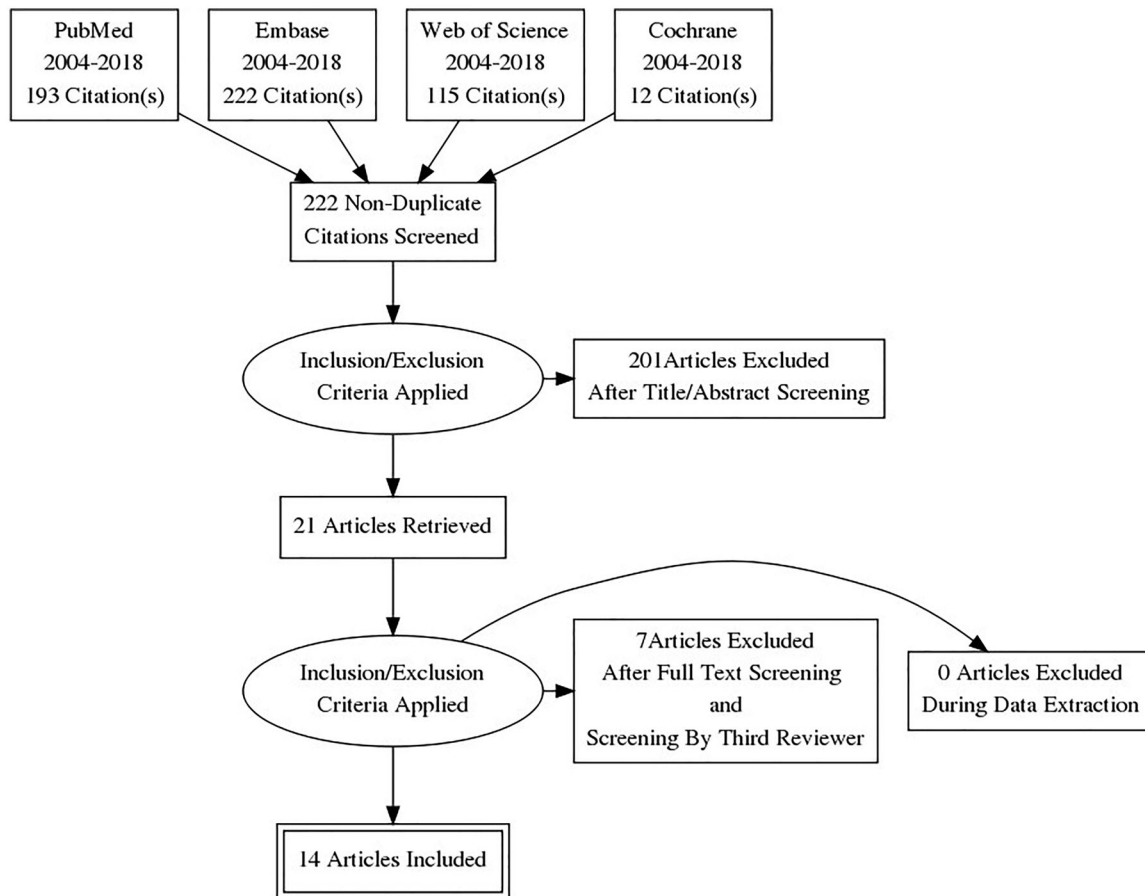 PubMed
2004-2018
193 Citation(s)
Embase
2004-2018
222 Citation(s)
Web of Science
2004-2018
115 Citation(s)
Cochrane
2004-2018
12 Citation(s)
222 Non-Duplicate
Citations Screened
Inclusion/Exclusion
Criteria Applied
201Articles Excluded
After Title/Abstract Screening
21 Articles Retrieved
Inclusion/Exclusion
Criteria Applied
7Articles Excluded
After Full Text Screening
and
Screening By Third Reviewer
0 Articles Excluded
During Data Extraction
14 Articles Included